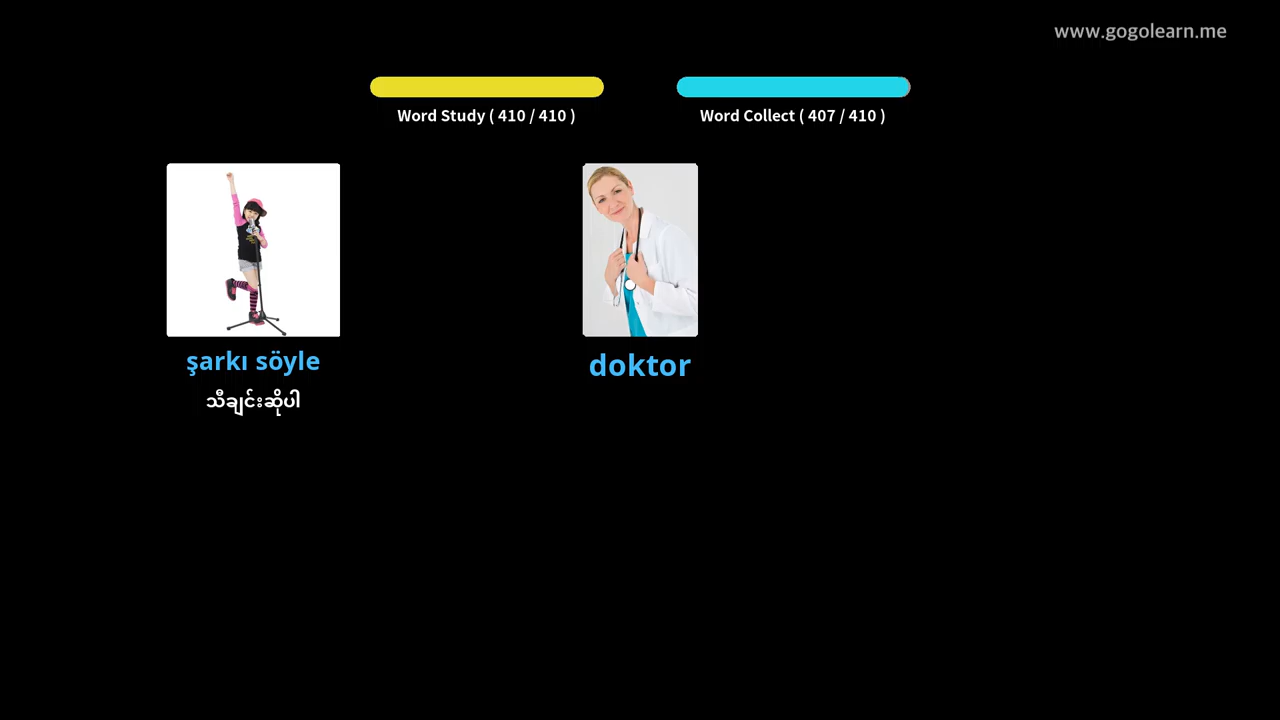 www.gogolearn.me
Word Study ( 410 / 410 )
Word Collect ( 407 / 410 )
şarkı söyle
doktor
သီချင်းဆိုပါ